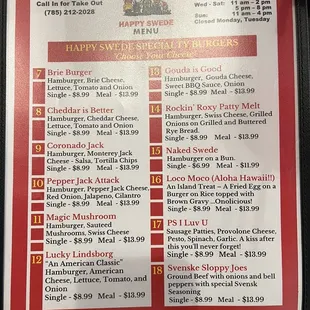 Call In for Take Out
(785) 212-2028
HAPPY SWEDE
MENU
Wed - Sat: 11 am - 2 pm
5 pm - 8 pm
Sun: 11 am - 4 pm
Closed Monday, Tuesday
HAPPY SWEDE SPECIALTY BURGERS
Choose Your Cheese!
7 Brie Burger
Hamburger, Brie Cheese,
Lettuce, Tomato and Onion
Single - $8.99 Meal - $13.99
8 Cheddar is Better
Hamburger, Cheddar Cheese,
Lettuce, Tomato and Onion
Single - $8.99 Meal - $13.99
9 Coronado Jack
Hamburger, Monterey Jack
Cheese - Salsa, Tortilla Chips
Single - $8.99 Meal - $13.99
10 Pepper Jack Attack
Hamburger, Pepper Jack Cheese,
Red Onion, Jalapeno, Cilantro
Single - $8.99 Meal - $13.99
11 Magic Mushroom
Hamburger, Sauteed
Mushrooms, Swiss Cheese
Single - $8.99 Meal - $13.99
12 Lucky Lindsborg
"An American Classic"
Hamburger, American
Cheese, Lettuce, Tomato, and
Onion
Single - $8.99 Meal - $13.99
13 Gouda is Good
Hamburger, Gouda Cheese,
Sweet BBQ Sauce, Onion
Single - $8.99 Meal - $13.99
14 Rockin' Roxy Patty Melt
Hamburger, Swiss Cheese, Grilled
Onions on Grilled and Buttered
Rye Bread.
Single - $8.99 Meal - $13.99
15 Naked Swede
Hamburger on a Bun.
Single - $6.99 Meal - $11.99
16 Loco Moco (Aloha Hawaii!!)
An Island Treat – A Fried Egg on a
Burger on Rice topped with
Brown Gravy ...Onolicious!
Single - $8.99 Meal - $13.99
17 PS I Luv U
Sausage Patties, Provolone Cheese,
Pesto, Spinach, Garlic. A kiss after
this you'll never forget!
Single - $8.99 Meal - $13.99
18 Svenske Sloppy Joes
Ground Beef with onions and bell
peppers with special Svensk
Seasoning
Single - $8.99 Meal - $13.99